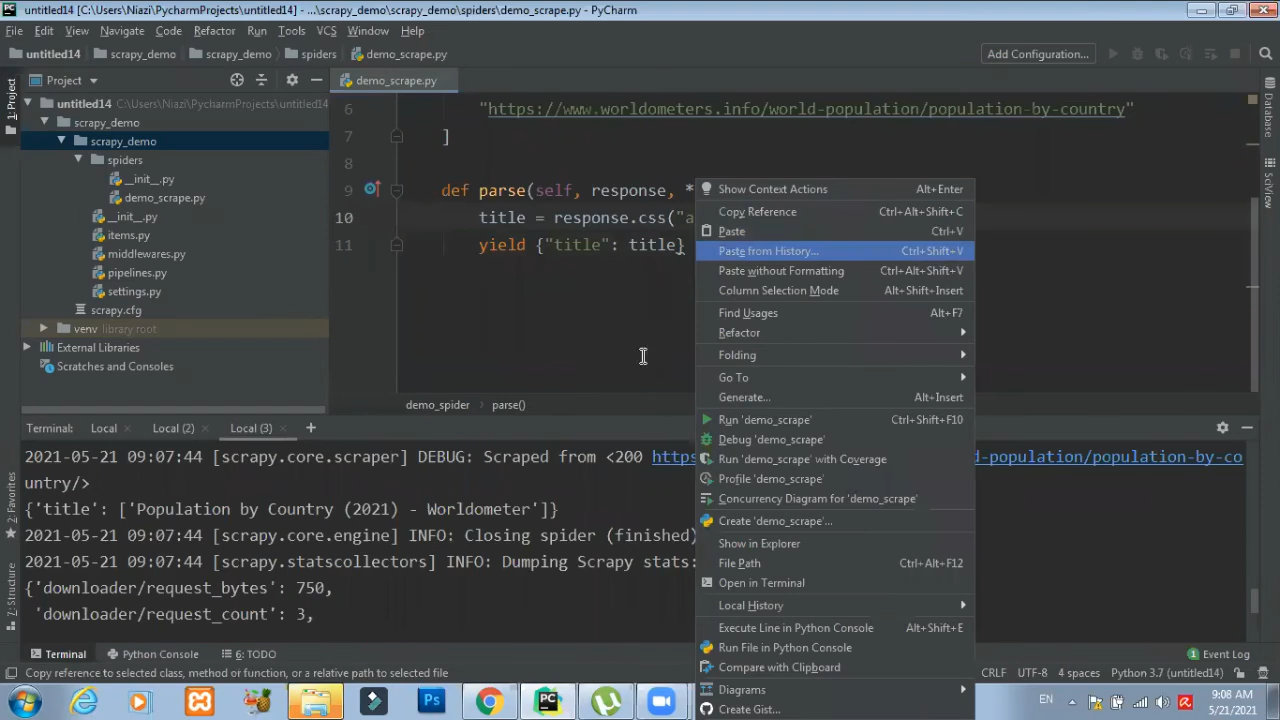 untitled14 [C:\Users\Niazi\PycharmProjects\untitled14] - ...\scrapy_demo\scrapy_demo\spiders\demo_scrape.py - PyCharm
File Edit View Navigate Code Refactor Run Tools VCS Window Help
untitled14 scrapy_demo scrapy_demo spiders demo_scrape.py Add Configuration...
1: Project
Project
demo_scrape.py
untitled14 C:\Users\Niazi\PycharmProjects\untitled14
scrapy_demo
scrapy_demo
spiders
__init__.py
demo_scrape.py
__init__.py
items.py
middlewares.py
pipelines.py
settings.py
scrapy.cfg
venv library root
External Libraries
Scratches and Consoles
6 "https://www.worldometers.info/world-population/population-by-country"
7 ]
8
9 def parse(self, response, *
10 title = response.css("a
11 yield {"title": title}
demo_spider parse()
Database
SciView
Show Context Actions Alt+Enter
Copy Reference Ctrl+Alt+Shift+C
Paste Ctrl+V
Paste from History... Ctrl+Shift+V
Paste without Formatting Ctrl+Alt+Shift+V
Column Selection Mode Alt+Shift+Insert
Find Usages Alt+F7
Refactor
Folding
Go To
Generate... Alt+Insert
Run 'demo_scrape' Ctrl+Shift+F10
Debug 'demo_scrape'
Run 'demo_scrape' with Coverage
Profile 'demo_scrape'
Concurrency Diagram for 'demo_scrape'
Create 'demo_scrape'...
Show in Explorer
File Path Ctrl+Alt+F12
Open in Terminal
Local History
Execute Line in Python Console Alt+Shift+E
Run File in Python Console
Compare with Clipboard
Diagrams
Create Gist...
Terminal: Local Local (2) Local (3)
2021-05-21 09:07:44 [scrapy.core.scraper] DEBUG: Scraped from <200 https d-population/population-by-co
untry/>
{'title': ['Population by Country (2021) - Worldometer']}
2021-05-21 09:07:44 [scrapy.core.engine] INFO: Closing spider (finished)
2021-05-21 09:07:44 [scrapy.statscollectors] INFO: Dumping Scrapy stats:
{'downloader/request_bytes': 750,
'downloader/request_count': 3,
2: Favorites
7: Structure
Terminal Python Console 6: TODO 1 Event Log
Copy reference to selected class, method or function, or a relative path to selected file CRLF UTF-8 4 spaces Python 3.7 (untitled14)
Ps
EN
9:08 AM
5/21/2021